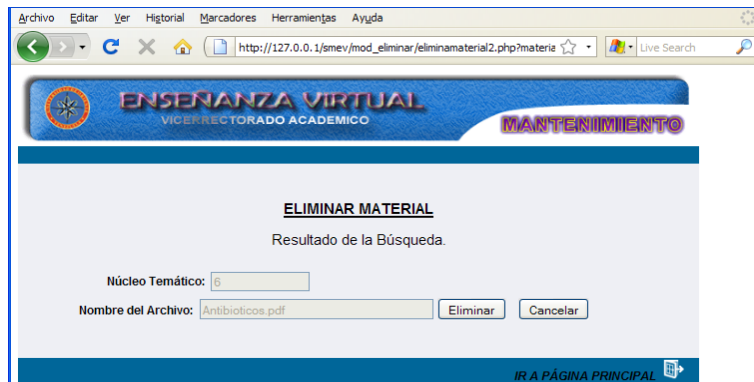 Archivo Editar Ver Historial Marcadores Herramientas Ayuda
http://127.0.0.1/smev/mod_eliminar/eliminamaterial2.php?materia Live Search
ENSEÑANZA VIRTUAL
VICERRECTORADO ACADEMICO
MANTENIMIENTO
ELIMINAR MATERIAL
Resultado de la Búsqueda.
Núcleo Temático: 6
Nombre del Archivo: Antibioticos.pdf Eliminar Cancelar
IR A PÁGINA PRINCIPAL